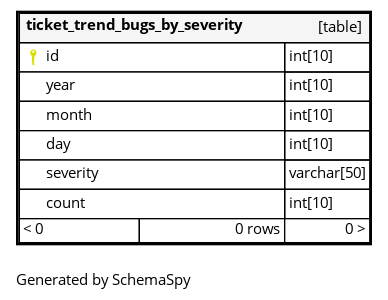 ticket_trend_bugs_by_severity [table]
id int[10]
year int[10]
month int[10]
day int[10]
severity varchar[50]
count int[10]
< 0 0 rows 0 >
Generated by SchemaSpy